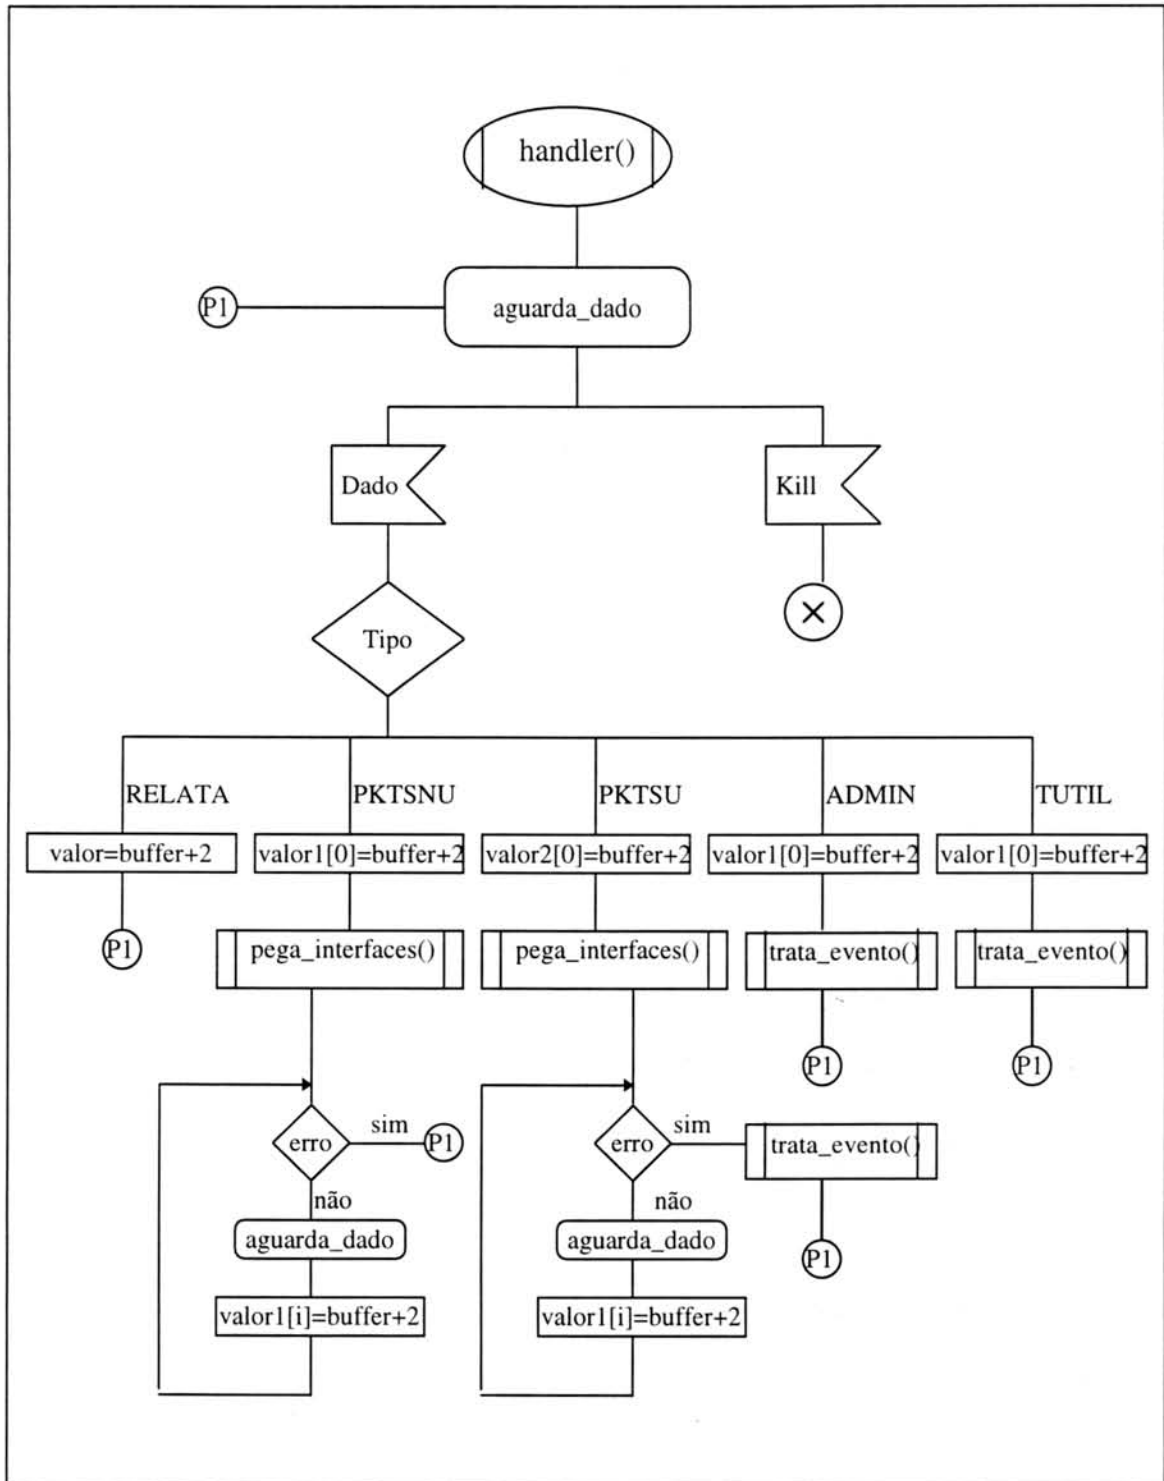 handler()
P1
aguarda_dado
Dado
Kill
Tipo
RELATA
PKTSNU
PKTSU
ADMIN
TUTIL
valor=buffer+2
valor1[0]=buffer+2
valor2[0]=buffer+2
valor1[0]=buffer+2
valor1[0]=buffer+2
P1
pega_interfaces()
pega_interfaces()
trata_evento()
trata_evento()
P1
P1
erro
sim
P1
erro
sim
trata_evento()
não
não
aguarda_dado
aguarda_dado
P1
valor1[i]=buffer+2
valor1[i]=buffer+2